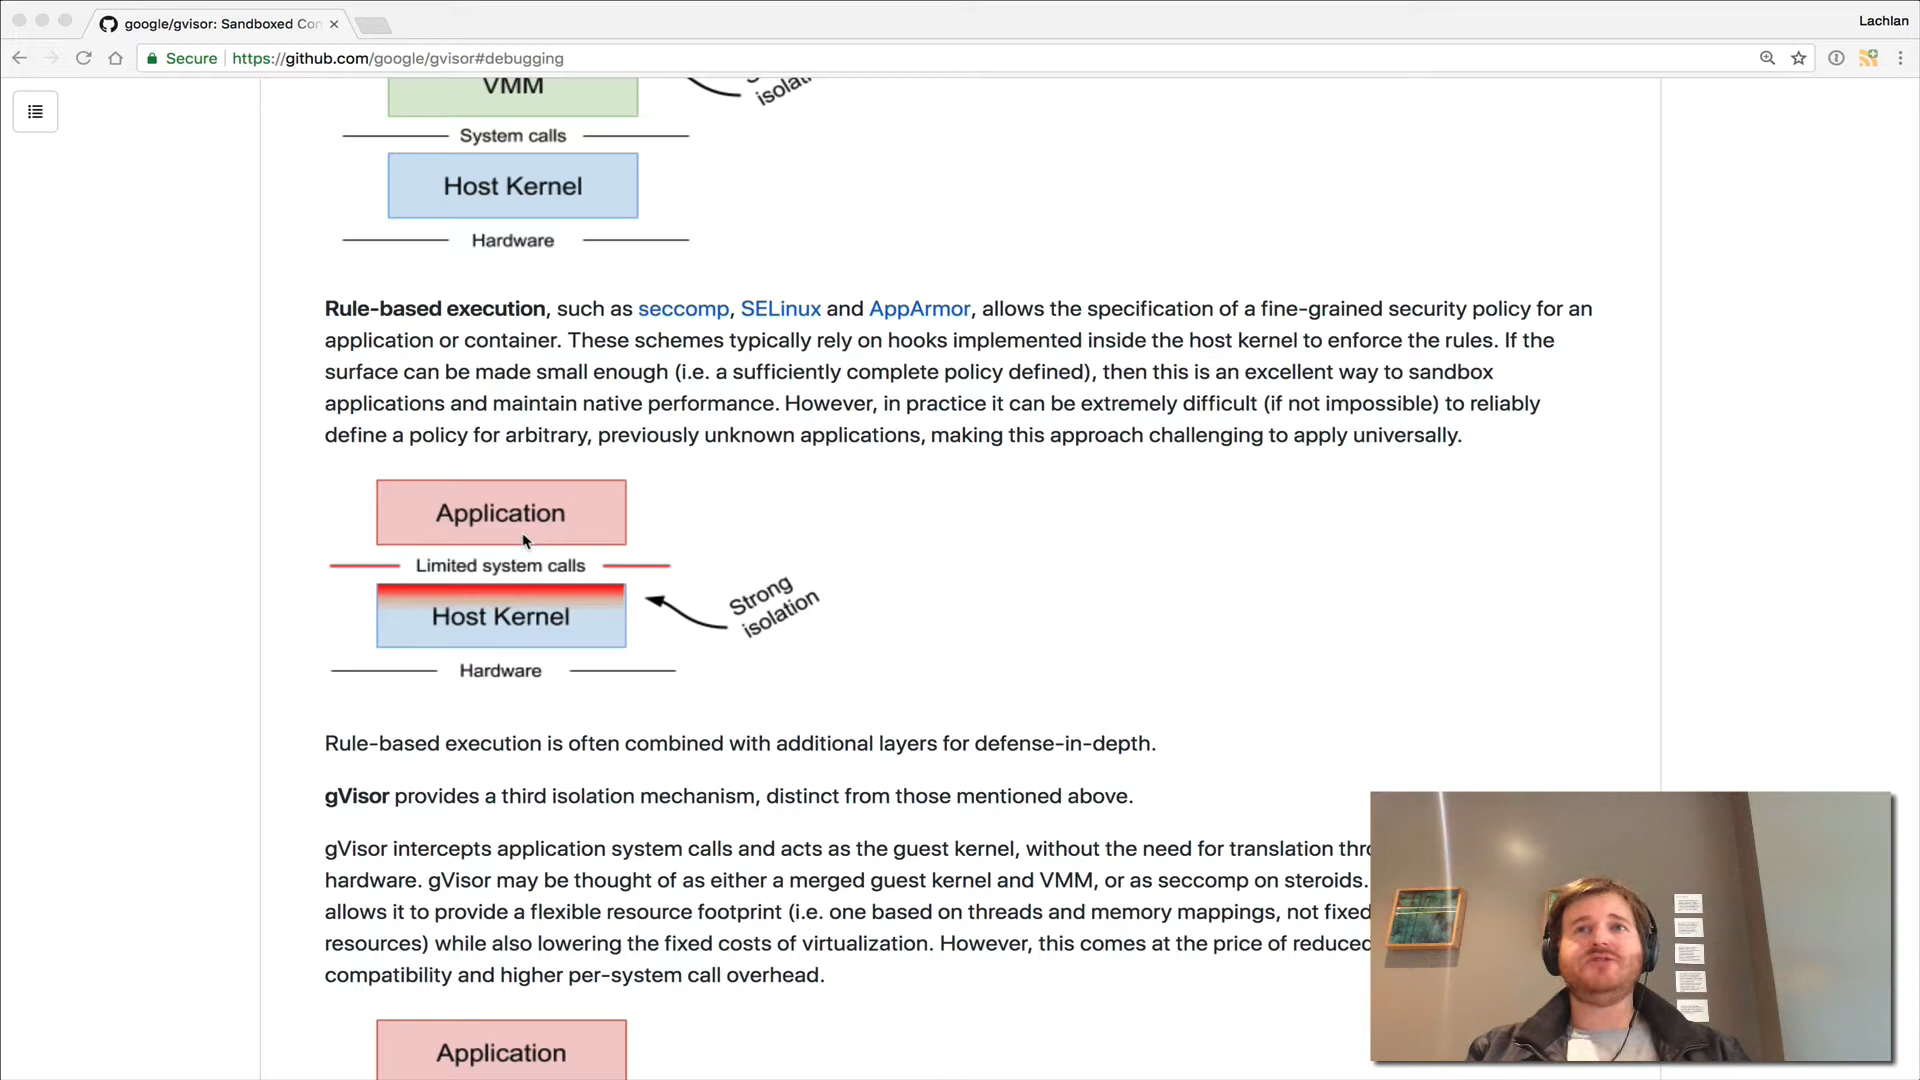 google/gvisor: Sandboxed Con
Lachlan
Secure https://github.com/google/gvisor#debugging
VMM
System calls
Host Kernel
Hardware
Rule-based execution, such as seccomp, SELinux and AppArmor, allows the specification of a fine-grained security policy for an
application or container. These schemes typically rely on hooks implemented inside the host kernel to enforce the rules. If the
surface can be made small enough (i.e. a sufficiently complete policy defined), then this is an excellent way to sandbox
applications and maintain native performance. However, in practice it can be extremely difficult (if not impossible) to reliably
define a policy for arbitrary, previously unknown applications, making this approach challenging to apply universally.
Application
Limited system calls
Host Kernel
Strong
isolation
Hardware
Rule-based execution is often combined with additional layers for defense-in-depth.
gVisor provides a third isolation mechanism, distinct from those mentioned above.
gVisor intercepts application system calls and acts as the guest kernel, without the need for translation thro
hardware. gVisor may be thought of as either a merged guest kernel and VMM, or as seccomp on steroids.
allows it to provide a flexible resource footprint (i.e. one based on threads and memory mappings, not fixed
resources) while also lowering the fixed costs of virtualization. However, this comes at the price of reduced
compatibility and higher per-system call overhead.
Application